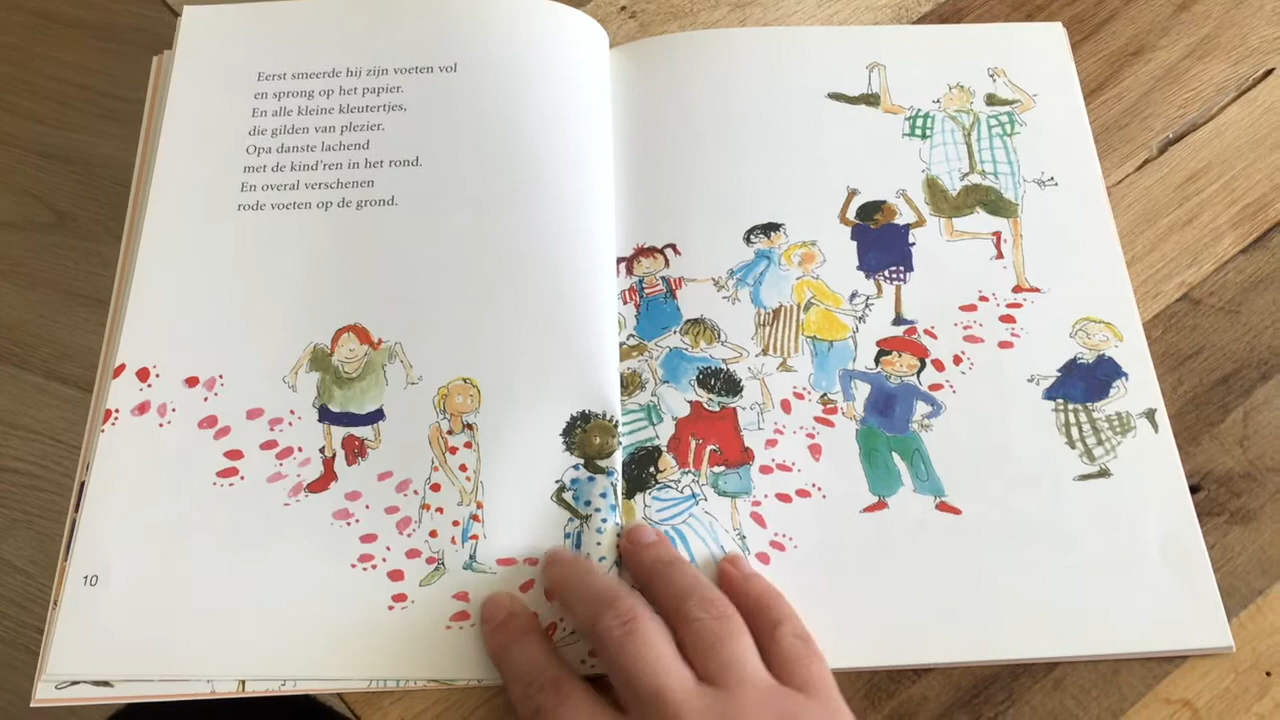 Eerst smeerde hij zijn voeten vol
en sprong op het papier.
En alle kleine kleutertjes,
die gilden van plezier.
Opa danste lachend
met de kind'ren in het rond.
En overal verschenen
rode voeten op de grond.
10